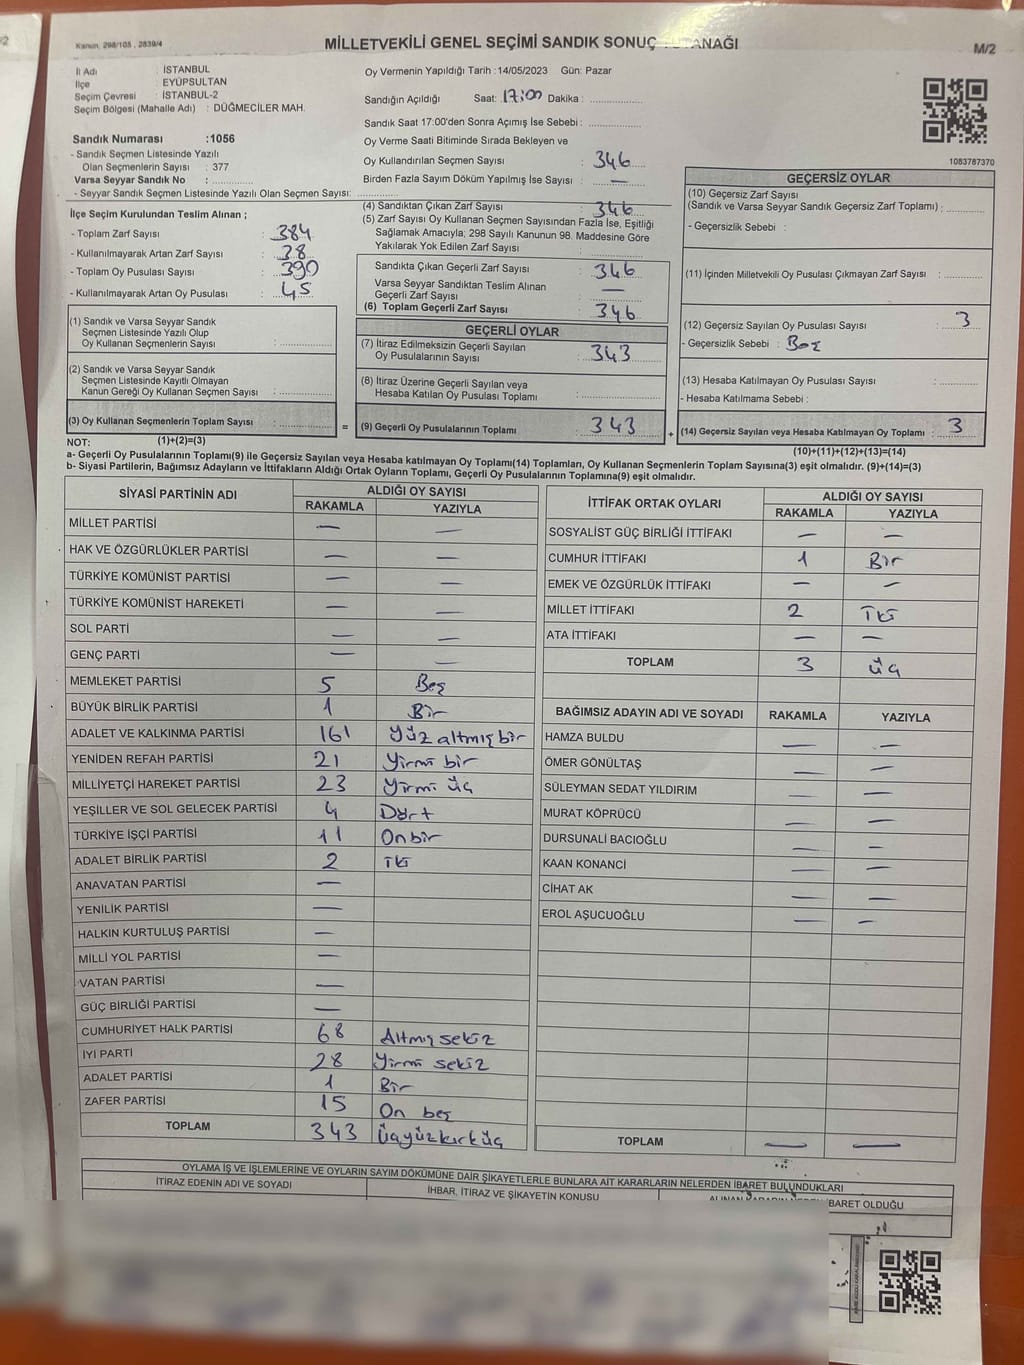 /2
Kanun: 298/105 , 2839/4
MİLLETVEKİLİ GENEL SEÇİMİ SANDIK SONUÇ TUTANAĞI
M/2
İl Adı : İSTANBUL
İlçe : EYÜPSULTAN
Seçim Çevresi : İSTANBUL-2
Seçim Bölgesi (Mahalle Adı) : DÜĞMECİLER MAH.
Sandık Numarası :1056
- Sandık Seçmen Listesinde Yazılı
Olan Seçmenlerin Sayısı : 377
Varsa Seyyar Sandık No :
- Seyyar Sandık Seçmen Listesinde Yazılı Olan Seçmen Sayısı:
Oy Vermenin Yapıldığı Tarih :14/05/2023 Gün: Pazar
Sandığın Açıldığı Saat: 17:00 Dakika :
Sandık Saat 17:00'den Sonra Açımış İse Sebebi :
Oy Verme Saati Bitiminde Sırada Bekleyen ve
Oy Kullandırılan Seçmen Sayısı : 346
Birden Fazla Sayım Döküm Yapılmış İse Sayısı : —
1083787370
İlçe Seçim Kurulundan Teslim Alınan ;
- Toplam Zarf Sayısı : 384
- Kullanılmayarak Artan Zarf Sayısı : 38
- Toplam Oy Pusulası Sayısı : 390
- Kullanılmayarak Artan Oy Pusulası : 45
(4) Sandıktan Çıkan Zarf Sayısı : 346
(5) Zarf Sayısı Oy Kullanan Seçmen Sayısından Fazla İse, Eşitliği
Sağlamak Amacıyla; 298 Sayılı Kanunun 98. Maddesine Göre
Yakılarak Yok Edilen Zarf Sayısı :
Sandıkta Çıkan Geçerli Zarf Sayısı : 346
Varsa Seyyar Sandıktan Teslim Alınan
Geçerli Zarf Sayısı : —
(6) Toplam Geçerli Zarf Sayısı : 346
GEÇERSİZ OYLAR
(10) Geçersiz Zarf Sayısı
(Sandık ve Varsa Seyyar Sandık Geçersiz Zarf Toplamı) :
- Geçersizlik Sebebi :
(11) İçinden Milletvekili Oy Pusulası Çıkmayan Zarf Sayısı :
(12) Geçersiz Sayılan Oy Pusulası Sayısı : 3
- Geçersizlik Sebebi : Boş
(13) Hesaba Katılmayan Oy Pusulası Sayısı :
- Hesaba Katılmama Sebebi :
(14) Geçersiz Sayılan veya Hesaba Katılmayan Oy Toplamı : 3
(10)+(11)+(12)+(13)=(14)
(1) Sandık ve Varsa Seyyar Sandık
Seçmen Listesinde Yazılı Olup
Oy Kullanan Seçmenlerin Sayısı :
(2) Sandık ve Varsa Seyyar Sandık
Seçmen Listesinde Kayıtlı Olmayan
Kanun Gereği Oy Kullanan Seçmen Sayısı :
(3) Oy Kullanan Seçmenlerin Toplam Sayısı :
(1)+(2)=(3)
GEÇERLİ OYLAR
(7) İtiraz Edilmeksizin Geçerli Sayılan
Oy Pusulalarının Sayısı : 343
(8) İtiraz Üzerine Geçerli Sayılan veya
Hesaba Katılan Oy Pusulası Toplamı :
= (9) Geçerli Oy Pusulalarının Toplamı : 343 +
NOT:
a- Geçerli Oy Pusulalarının Toplamı(9) ile Geçersiz Sayılan veya Hesaba katılmayan Oy Toplamı(14) Toplamları, Oy Kullanan Seçmenlerin Toplam Sayısına(3) eşit olmalıdır. (9)+(14)=(3)
b- Siyasi Partilerin, Bağımsız Adayların ve İttifakların Aldığı Ortak Oyların Toplamı, Geçerli Oy Pusulalarının Toplamına(9) eşit olmalıdır.
SİYASİ PARTİNİN ADI
ALDIĞI OY SAYISI
RAKAMLA YAZIYLA
MİLLET PARTİSİ — —
HAK VE ÖZGÜRLÜKLER PARTİSİ — —
TÜRKİYE KOMÜNİST PARTİSİ — —
TÜRKİYE KOMÜNİST HAREKETİ — —
SOL PARTİ — —
GENÇ PARTİ — —
MEMLEKET PARTİSİ 5 Beş
BÜYÜK BİRLİK PARTİSİ 1 Bir
ADALET VE KALKINMA PARTİSİ 161 Yüz altmış bir
YENİDEN REFAH PARTİSİ 21 Yirmi bir
MİLLİYETÇİ HAREKET PARTİSİ 23 Yirmi üç
YEŞİLLER VE SOL GELECEK PARTİSİ 4 Dört
TÜRKİYE İŞÇİ PARTİSİ 11 On bir
ADALET BİRLİK PARTİSİ 2 İki
ANAVATAN PARTİSİ —
YENİLİK PARTİSİ —
HALKIN KURTULUŞ PARTİSİ —
MİLLİ YOL PARTİSİ —
VATAN PARTİSİ —
GÜÇ BİRLİĞİ PARTİSİ —
CUMHURİYET HALK PARTİSİ 68 Altmış sekiz
İYİ PARTİ 28 Yirmi sekiz
ADALET PARTİSİ 1 Bir
ZAFER PARTİSİ 15 On beş
TOPLAM 343 Üçyüzkırküç
İTTİFAK ORTAK OYLARI
ALDIĞI OY SAYISI
RAKAMLA YAZIYLA
SOSYALİST GÜÇ BİRLİĞİ İTTİFAKI — —
CUMHUR İTTİFAKI 1 Bir
EMEK VE ÖZGÜRLÜK İTTİFAKI — —
MİLLET İTTİFAKI 2 İki
ATA İTTİFAKI — —
TOPLAM 3 Üç
BAĞIMSIZ ADAYIN ADI VE SOYADI RAKAMLA YAZIYLA
HAMZA BULDU — —
ÖMER GÖNÜLTAŞ — —
SÜLEYMAN SEDAT YILDIRIM — —
MURAT KÖPRÜCÜ — —
DURSUNALİ BACIOĞLU — —
KAAN KONANCİ — —
CİHAT AK — —
EROL AŞUCUOĞLU — —
TOPLAM — —
OYLAMA İŞ VE İŞLEMLERİNE VE OYLARIN SAYIM DÖKÜMÜNE DAİR ŞİKAYETLERLE BUNLARA AİT KARARLARIN NELERDEN İBARET BULUNDUKLARI
İTİRAZ EDENİN ADI VE SOYADI
İHBAR, İTİRAZ VE ŞİKAYETİN KONUSU
BARET OLDUĞU